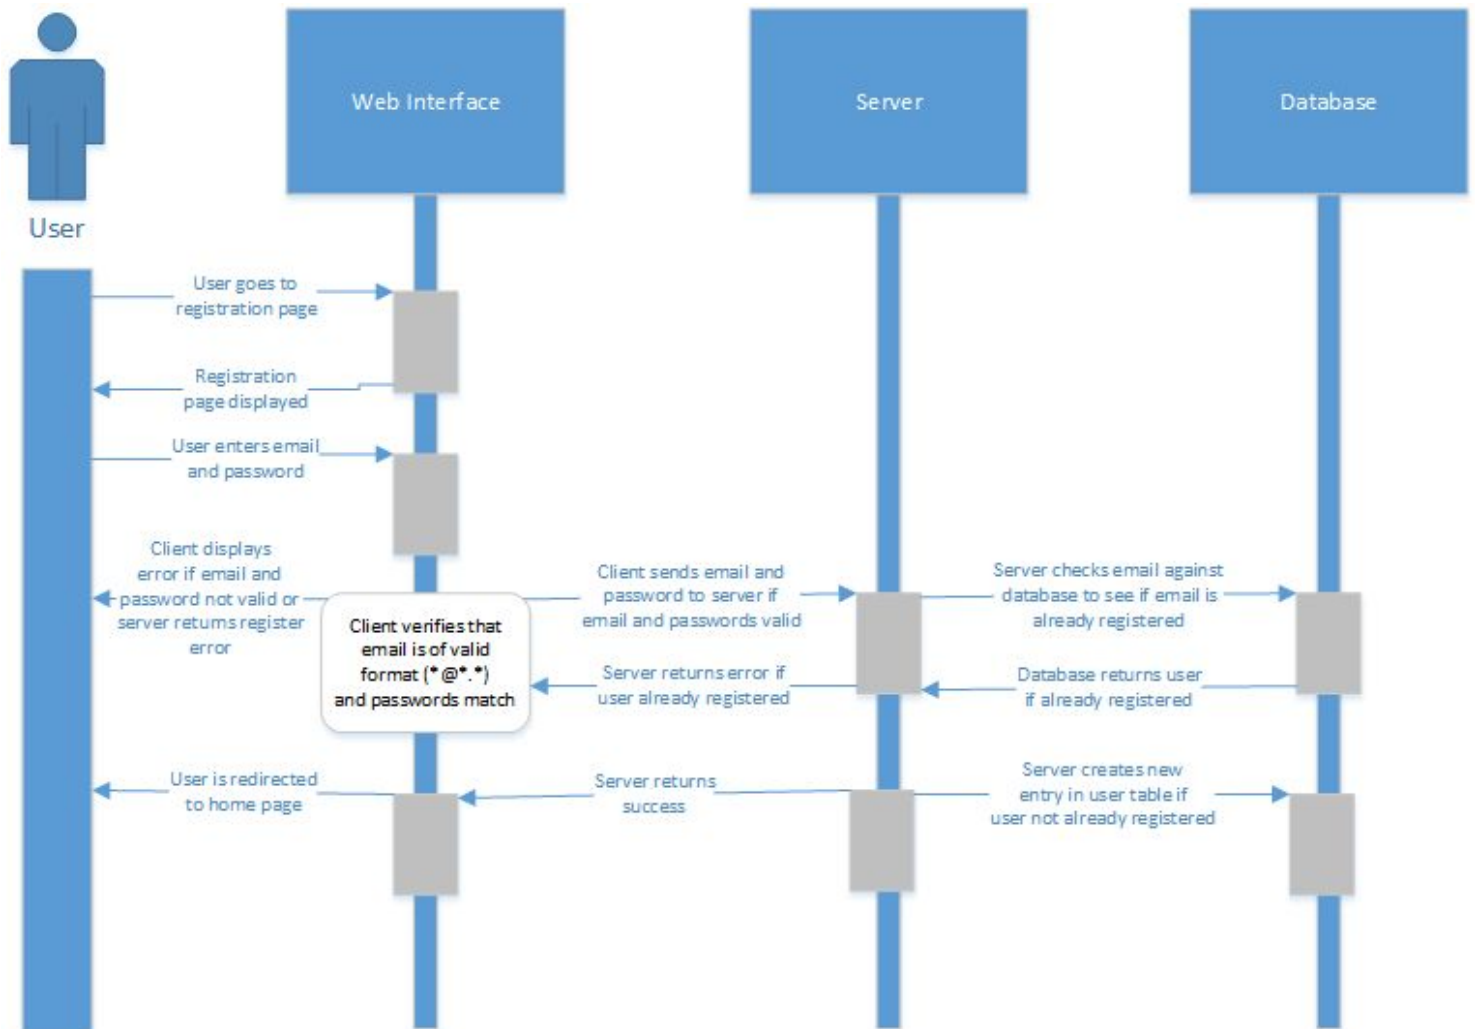 Web Interface
Server
Database
User
User goes to
registration page
Registration
page displayed
User enters email
and password
Client displays
error if email and
password not valid or
server returns register
error
Client verifies that
email is of valid
format (*@*.*)
and passwords match
Client sends email and
password to server if
email and passwords valid
Server checks email against
database to see if email is
already registered
Server returns error if
user already registered
Database returns user
if already registered
User is redirected
to home page
Server returns
success
Server creates new
entry in user table if
user not already registered